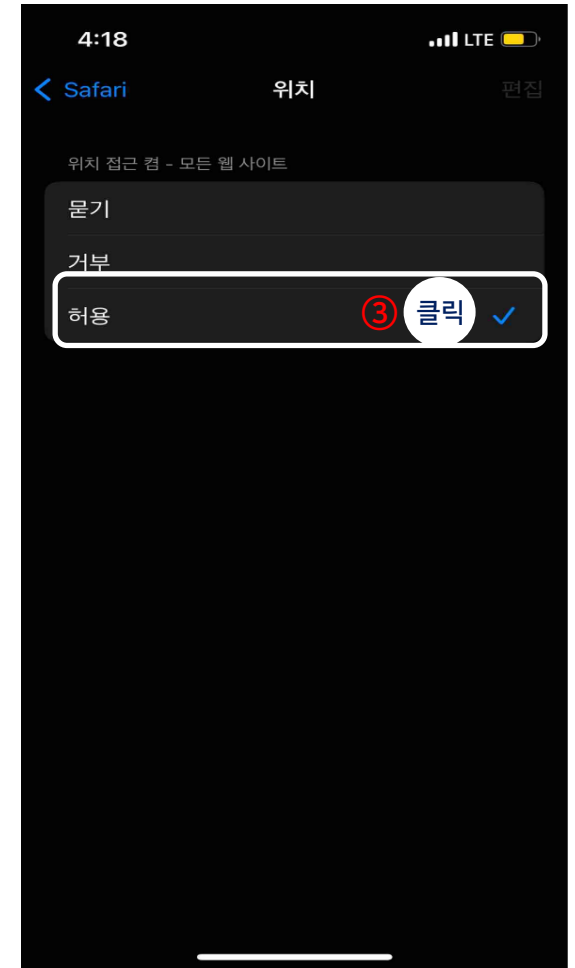 4:18 LTE
Safari 위치 편집
위치 접근 켬 - 모든 웹 사이트
묻기
거부
허용 ③ 클릭